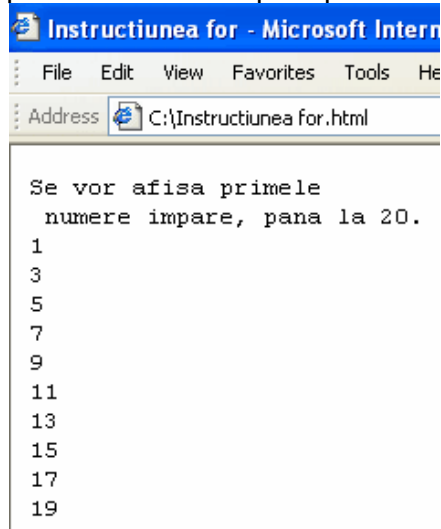 Instructiunea for - Microsoft Intern
File Edit View Favorites Tools He
Address C:\Instructiunea for.html
Se vor afisa primele
numere impare, pana la 20.
1
3
5
7
9
11
13
15
17
19